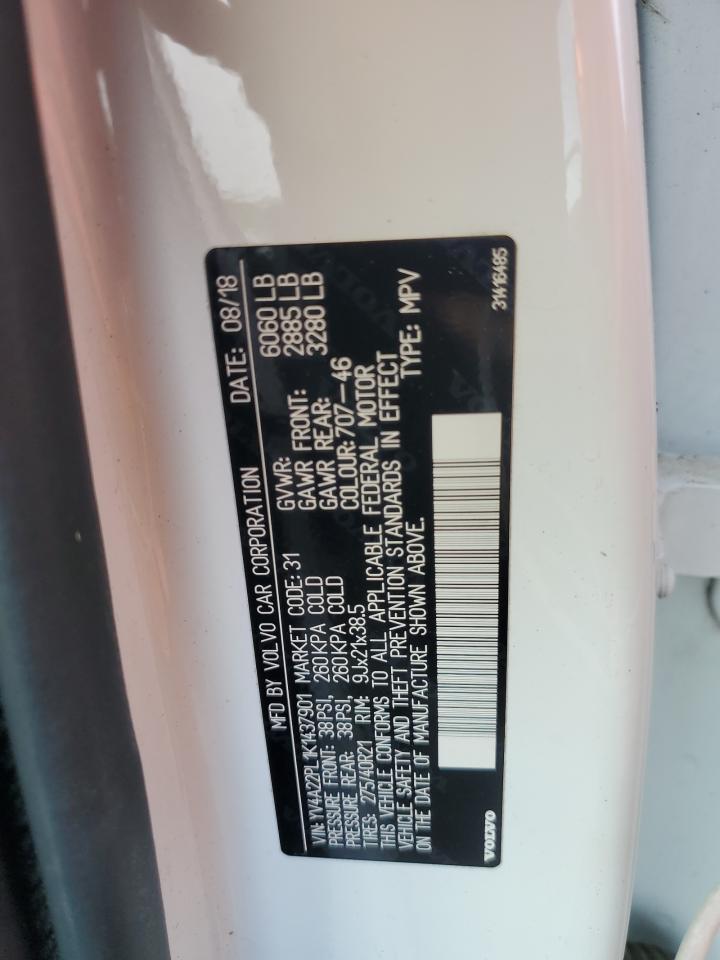 MFD BY VOLVO CAR CORPORATION DATE: 08/18
VIN: YV4A22PL1K1437901 MARKET CODE: 31 GVWR: 6060 LB
PRESSURE FRONT: 38PSI, 260KPA COLD GAWR FRONT: 2885 LB
PRESSURE REAR: 38PSI, 260KPA COLD GAWR REAR: 3280 LB
TIRES: 275/40R21 RIM: 9Jx21x38.5 COLOUR: 707-46
THIS VEHICLE CONFORMS TO ALL APPLICABLE FEDERAL MOTOR
VEHICLE SAFETY AND THEFT PREVENTION STANDARDS IN EFFECT
ON THE DATE OF MANUFACTURE SHOWN ABOVE. TYPE: MPV
VOLVO 31416485